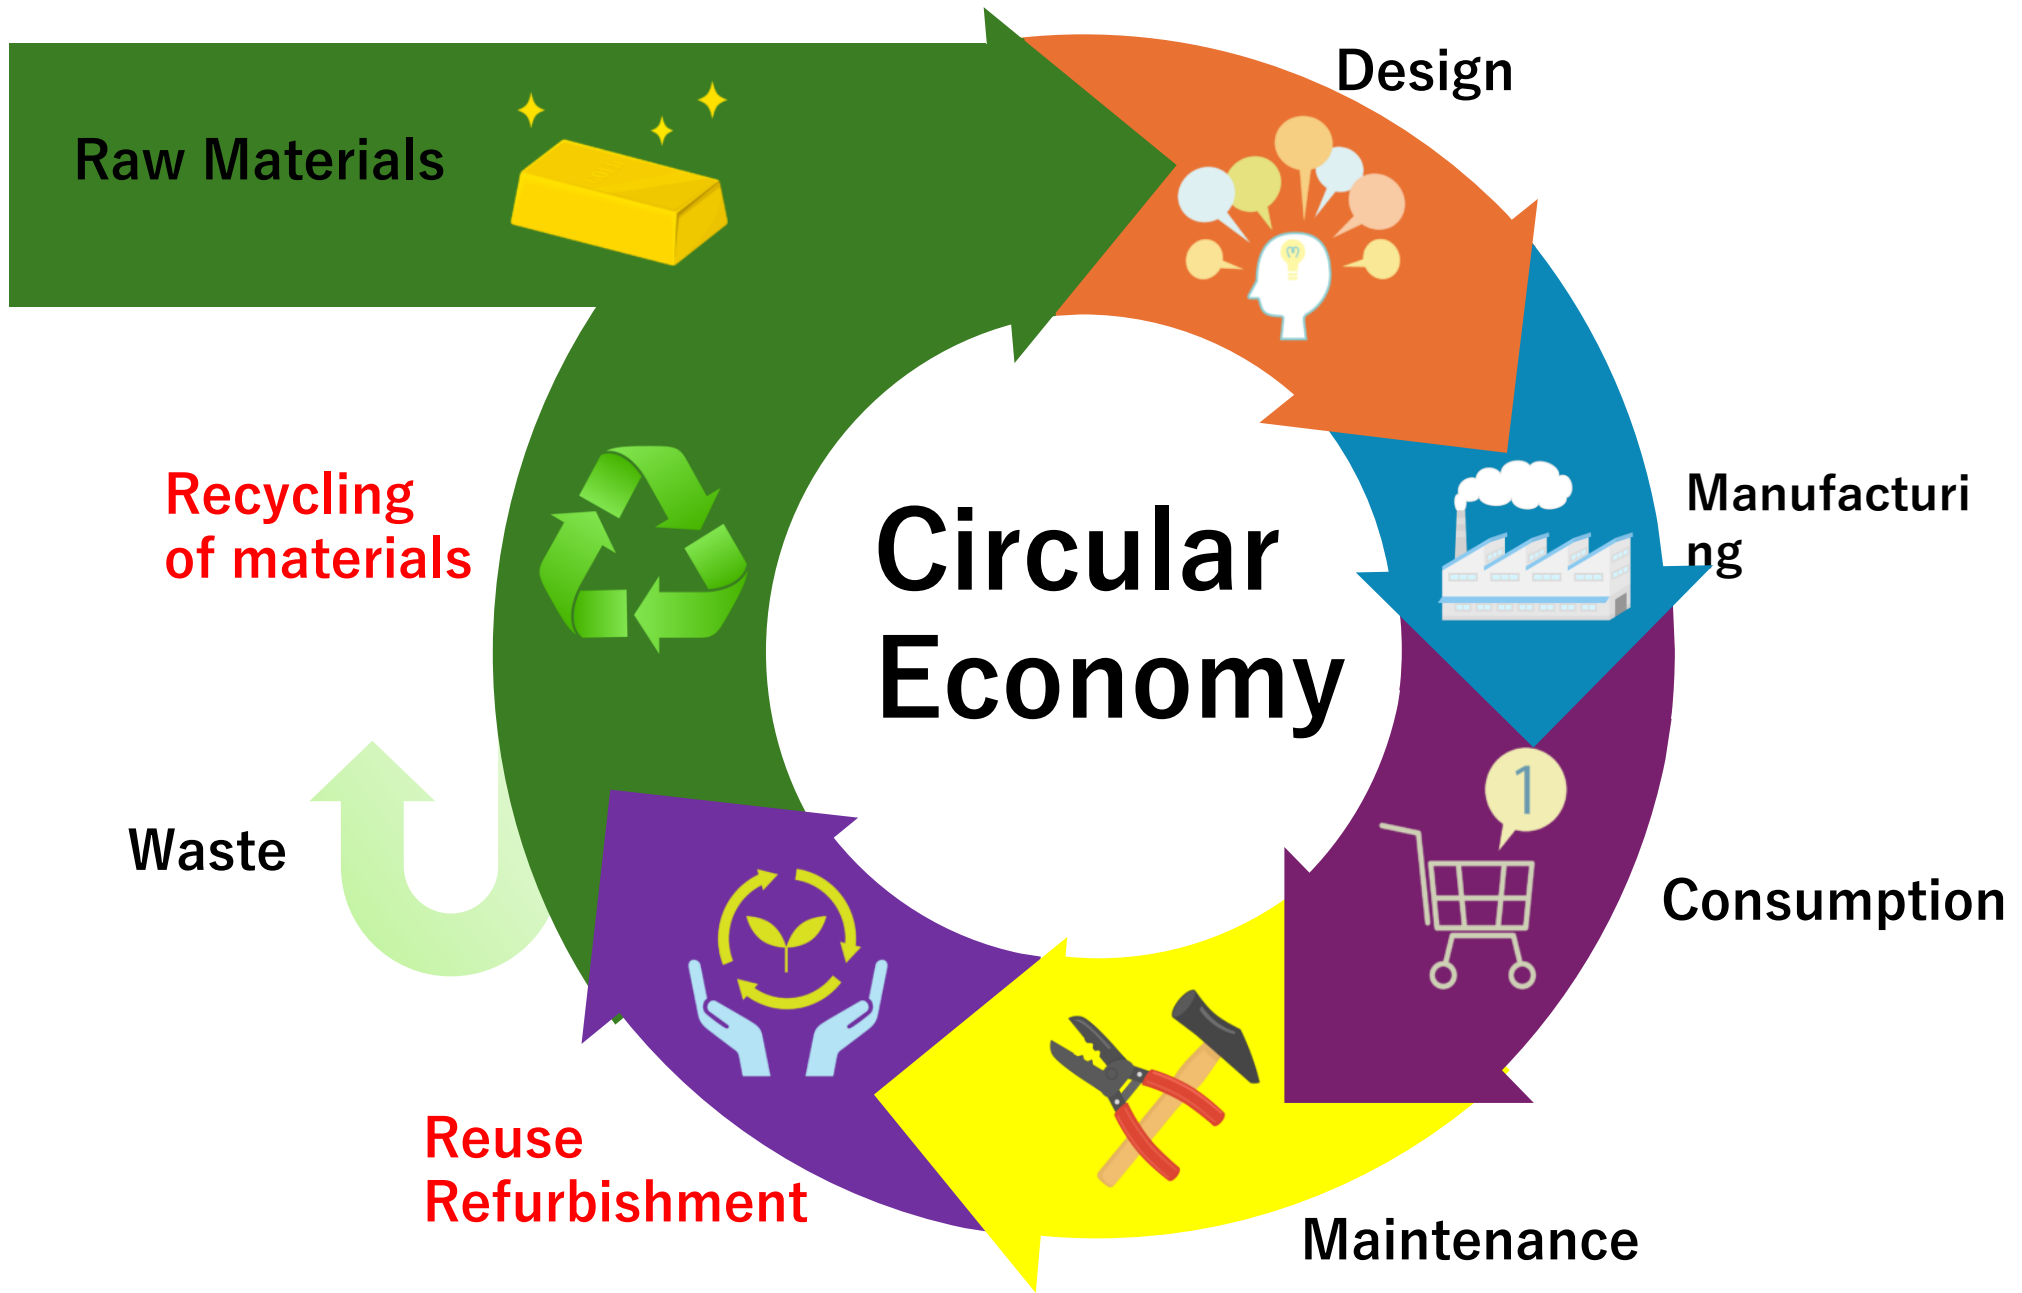 Design
Raw Materials
Recycling
of materials
Circular
Economy
Manufacturi
ng
1
Waste
Consumption
Reuse
Refurbishment
Maintenance